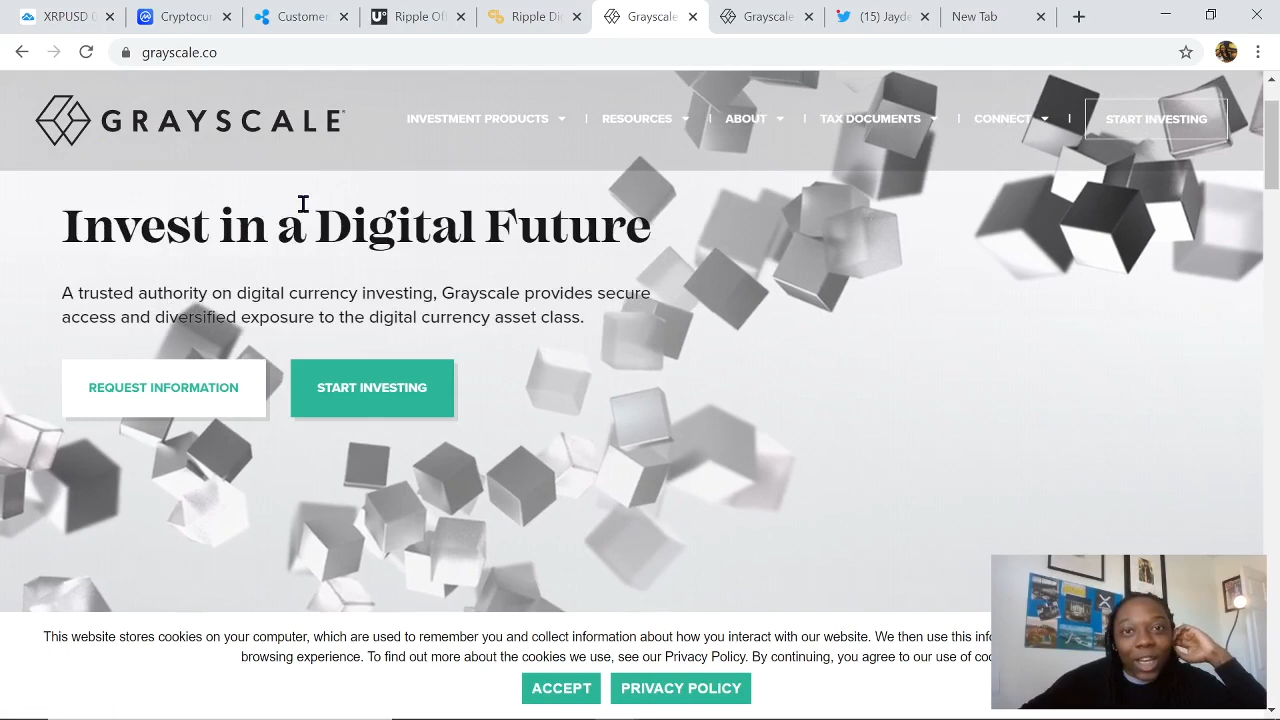 XRPUSD
Cryptocur
Customer
Ripple Off
Ripple Di
Grayscale
Grayscale
(15) Jayde
New Tab
grayscale.co
GRAYSCALE
INVESTMENT PRODUCTS
RESOURCES
ABOUT
TAX DOCUMENTS
CONNECT
START INVESTING
Invest in a Digital Future
A trusted authority on digital currency investing, Grayscale provides secure
access and diversified exposure to the digital currency asset class.
REQUEST INFORMATION
START INVESTING
This website stores cookies on your computer, which are used to remember you and collect information about how you interact with our website. We then use this info
browsing experience. To find out more about the cookies we use, see our Privacy Policy. By continuing, you agree to our use of coo
ACCEPT
PRIVACY POLICY